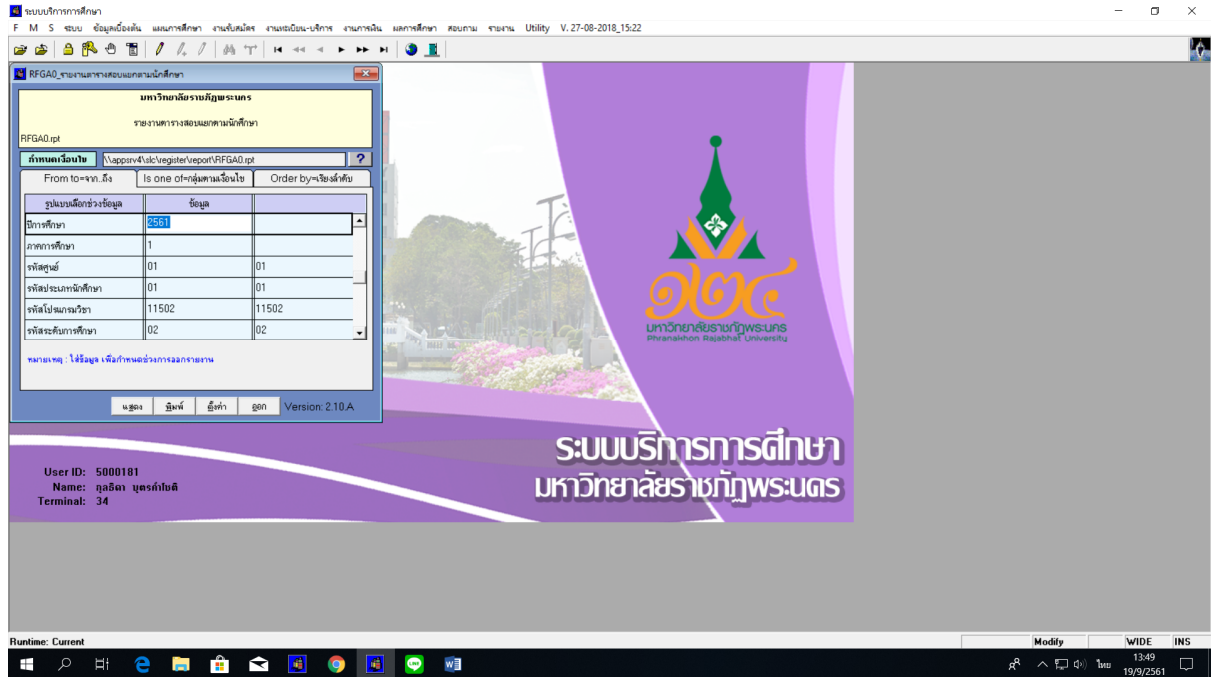 ระบบบริการการศึกษา
F M S ระบบ ข้อมูลเบื้องต้น แผนการศึกษา งานรับสมัคร งานทะเบียน-บริการ งานการเงิน ผลการศึกษา สอบถาม รายงาน Utility V. 27-08-2018_15:22
RFGA0_รายงานตารางสอบแยกตามนักศึกษา
มหาวิทยาลัยราชภัฏพระนคร
รายงานตารางสอบแยกตามนักศึกษา
RFGA0.rpt
กำหนดเงื่อนไข \\appsrv4\slc\register\report\RFGA0.rpt ?
From to=จาก..ถึง Is one of=กลุ่มตามเงื่อนไข Order by=เรียงลำดับ
รูปแบบเลือกช่วงข้อมูล ข้อมูล
ปีการศึกษา 2561
ภาคการศึกษา 1
รหัสศูนย์ 01 01
รหัสประเภทนักศึกษา 01 01
รหัสโปรแกรมวิชา 11502 11502
รหัสระดับการศึกษา 02 02
หมายเหตุ : ใส่ข้อมูล เพื่อกำหนดช่วงการออกรายงาน
แสดง พิมพ์ ตั้งค่า ออก Version: 2.10.A
๑๒๔
มหาวิทยาลัยราชภัฏพระนคร
Phranakhon Rajabhat University
ระบบบริการการศึกษา
มหาวิทยาลัยราชภัฏพระนคร
User ID: 5000181
Name: กุลธิดา บุตรคำโชติ
Terminal: 34
Runtime: Current Modify WIDE INS
ไทย 13:49
19/9/2561